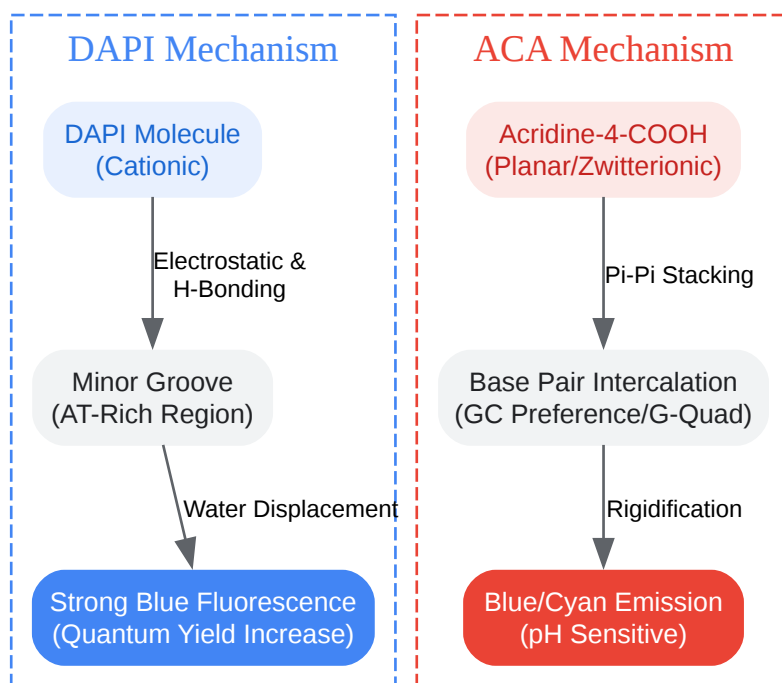 DAPI Mechanism
DAPI Molecule
(Cationic)
Electrostatic &
H-Bonding
Minor Groove
(AT-Rich Region)
Water Displacement
Strong Blue Fluorescence
(Quantum Yield Increase)
ACA Mechanism
Acridine-4-COOH
(Planar/Zwitterionic)
Pi-Pi Stacking
Base Pair Intercalation
(GC Preference/G-Quad)
Rigidification
Blue/Cyan Emission
(pH Sensitive)